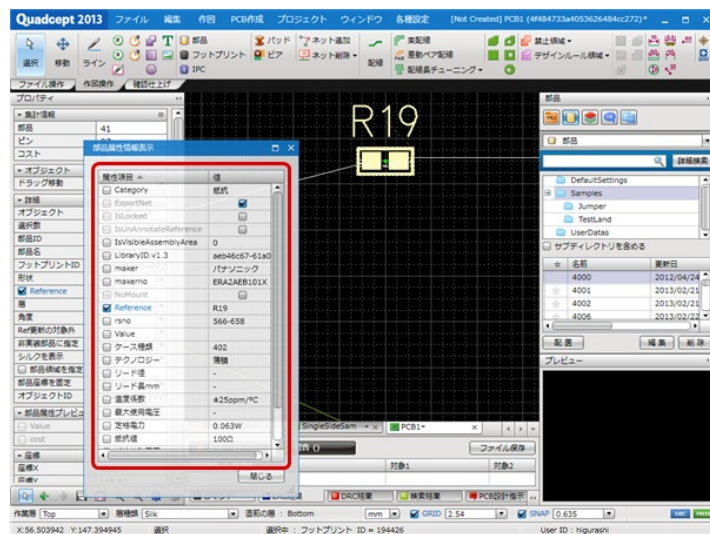 Quadcept 2013 ファイル 編集 作図 PCB作成 プロジェクト ウィンドウ 各種設定 [Not Created] PCB1 (4f484733a4053626484cc272)*
選択 移動 ライン
部品
フットプリント
IPC
パッド
ビア
ネット追加
ネット削除
配線
束配線
差動ペア配線
配線長チューニング
禁止領域
デザインルール領域
ファイル操作 作図操作 確認仕上げ
プロパティ
集計情報
部品 41
ピン
コスト
オブジェクト
ドラッグ移動
詳細
オブジェクト
選択数
部品ID
部品名
フットプリントID
形状
Reference
層
角度
Ref更新の対象外
非実装部品に指定
シルクを表示
部品領域を指定
部品座標を固定
オブジェクトID
部品属性プレビュ
Value
cost
座標
座標X
座標Y
部品属性情報表示
属性項目 値
Category 抵抗
ExportNet
IsLocked
IsUnAnnotateReference
IsVisibleAssemblyArea 0
LibraryID.v1.3 aeb46c67-61a0
maker パナソニック
makerno ERA2AEB101X
NoMount
Reference R19
rsno 566-658
Value
ケース種類 402
テクノロジー 薄膜
リード径 -
リード長mm -
温度係数 ±25ppm/ºC
最大使用電圧 -
定格電力 0.063W
抵抗値 100Ω
閉じる
R19
SingleSideSam PCB1*
ファイル保存
対象1 対象2
DRC結果 検索結果 PCB設計指示
部品
部品
詳細検索
DefaultSettings
Samples
Jumper
TestLand
UserDatas
サブディレクトリを含める
名前 更新日
4000 2012/04/24
4001 2013/02/21
4002 2013/02/21
4006 2013/02/22
配置 編集 削除
プレビュー
作業層 Top 層種類 Silk 直前の層 : Bottom mm GRID 2.54 SNAP 0.635
X:56.503942 Y:147.394945 選択 選択中 : フットプリント ID = 194426 User ID : higurashi